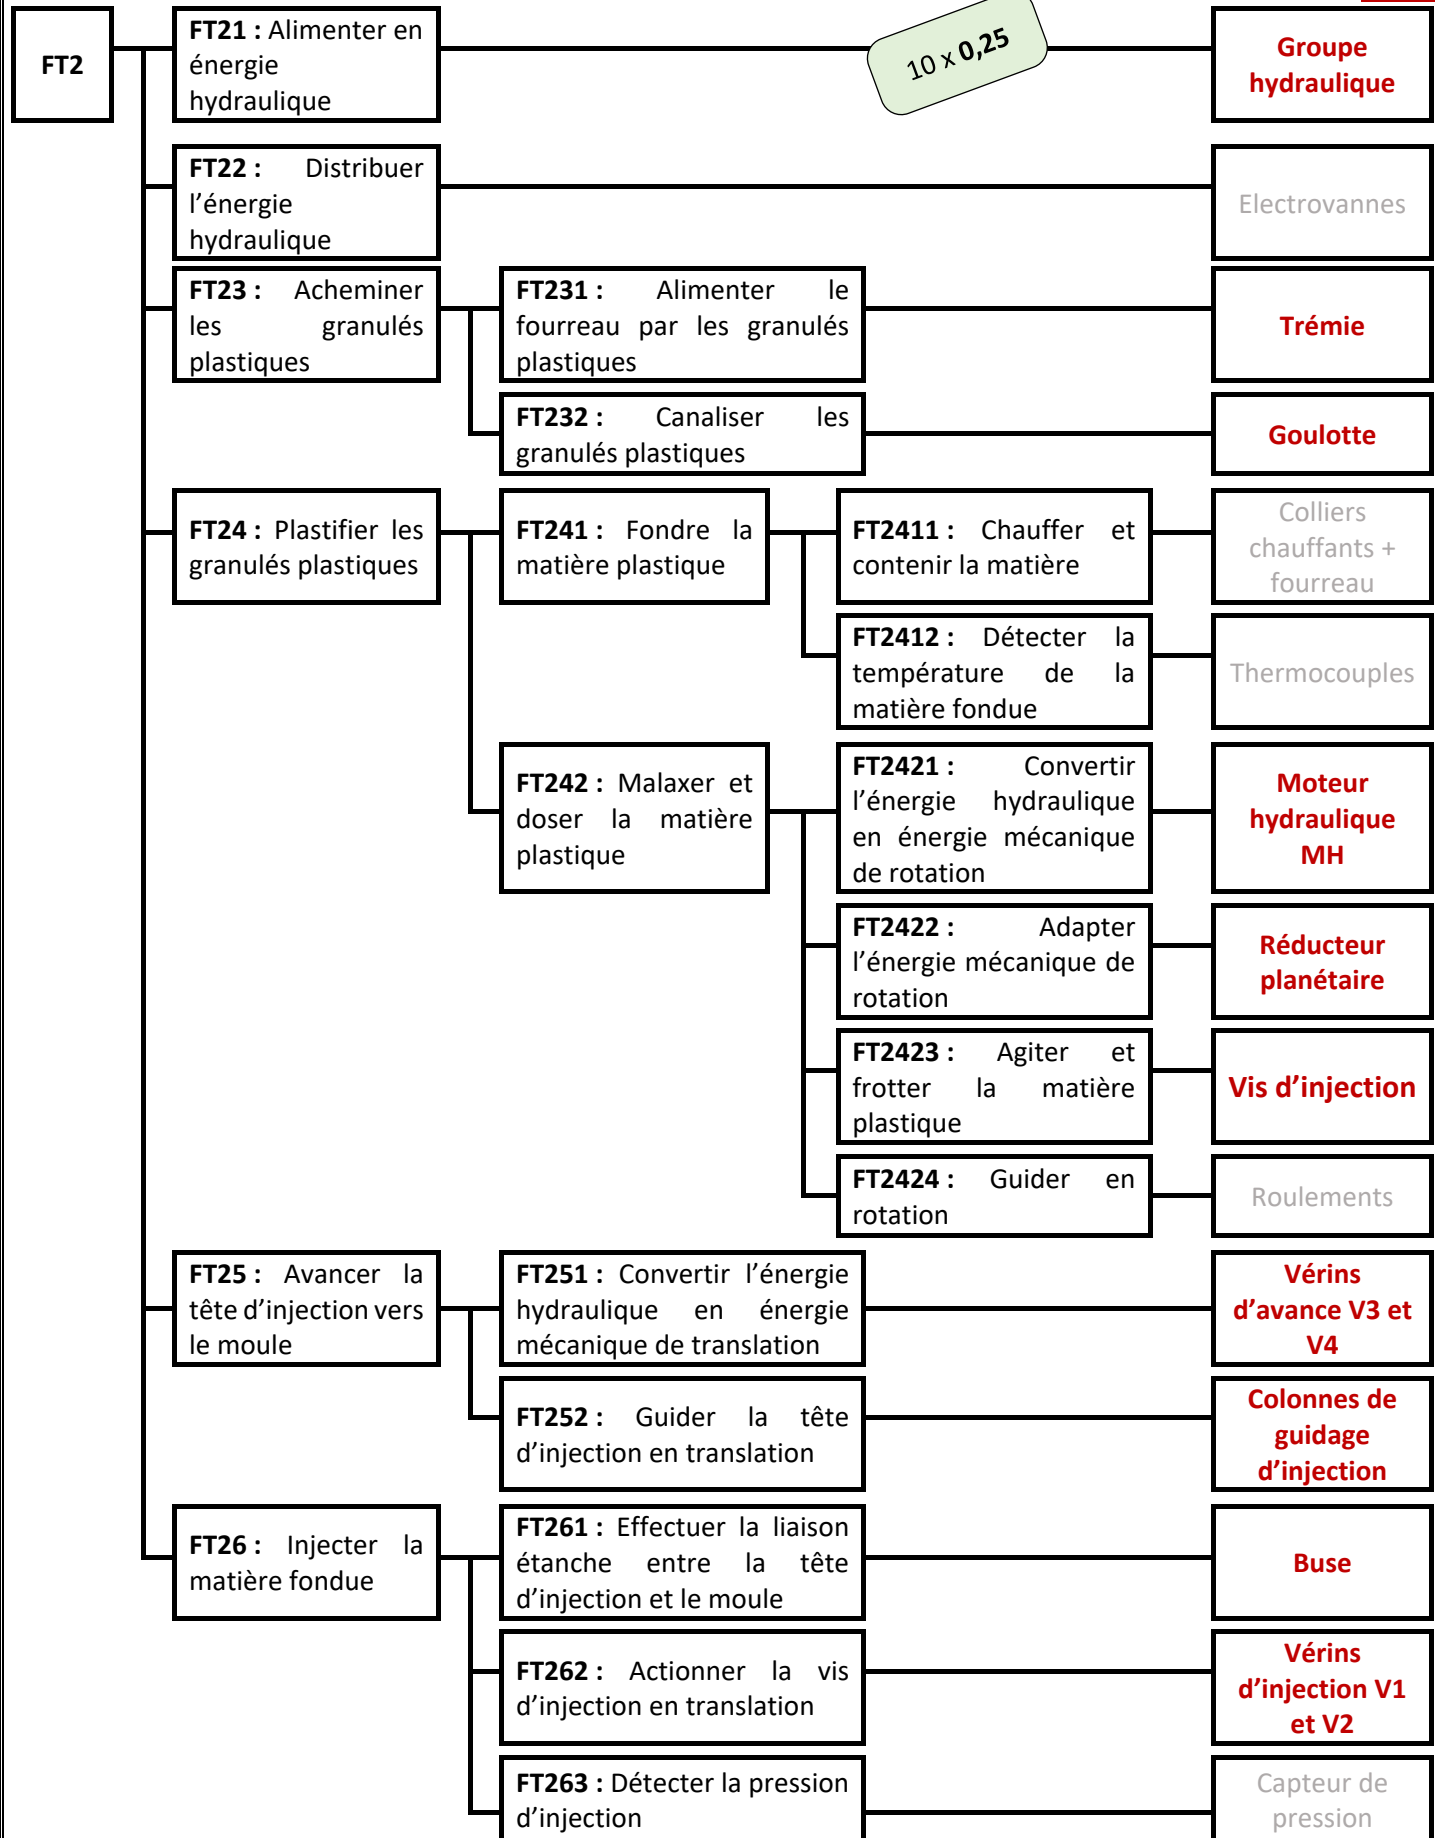 FT2
FT21 : Alimenter en
énergie
hydraulique
10 x 0,25
Groupe
hydraulique
FT22 : Distribuer
l’énergie
hydraulique
Electrovannes
FT23 : Acheminer
les granulés
plastiques
FT231 : Alimenter le
fourreau par les granulés
plastiques
Trémie
FT232 : Canaliser les
granulés plastiques
Goulotte
FT24 : Plastifier les
granulés plastiques
FT241 : Fondre la
matière plastique
FT2411 : Chauffer et
contenir la matière
Colliers
chauffants +
fourreau
FT2412 : Détecter la
température de la
matière fondue
Thermocouples
FT242 : Malaxer et
doser la matière
plastique
FT2421 : Convertir
l’énergie hydraulique
en énergie mécanique
de rotation
Moteur
hydraulique
MH
FT2422 : Adapter
l’énergie mécanique de
rotation
Réducteur
planétaire
FT2423 : Agiter et
frotter la matière
plastique
Vis d’injection
FT2424 : Guider en
rotation
Roulements
FT25 : Avancer la
tête d’injection vers
le moule
FT251 : Convertir l’énergie
hydraulique en énergie
mécanique de translation
Vérins
d’avance V3 et
V4
FT252 : Guider la tête
d’injection en translation
Colonnes de
guidage
d’injection
FT26 : Injecter la
matière fondue
FT261 : Effectuer la liaison
étanche entre la tête
d’injection et le moule
Buse
FT262 : Actionner la vis
d’injection en translation
Vérins
d’injection V1
et V2
FT263 : Détecter la pression
d’injection
Capteur de
pression